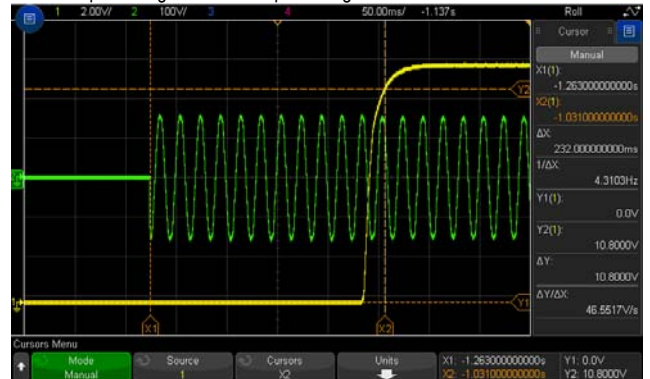 1 2.00V/ 2 100V/ 3 4 50.00ms/ -1.137s Roll
Cursor
Manual
X1(1):
-1.263000000000s
X2(1):
-1.031000000000s
ΔX:
232.000000000ms
1/ΔX:
4.3103Hz
Y1(1):
0.0V
Y2(1):
10.8000V
ΔY:
10.8000V
ΔY/ΔX:
46.5517V/s
Y2
Y1
X1 X2
Cursors Menu
Mode Source Cursors Units X1: -1.263000000000s Y1: 0.0V
Manual 1 X2 X2: -1.031000000000s Y2: 10.8000V